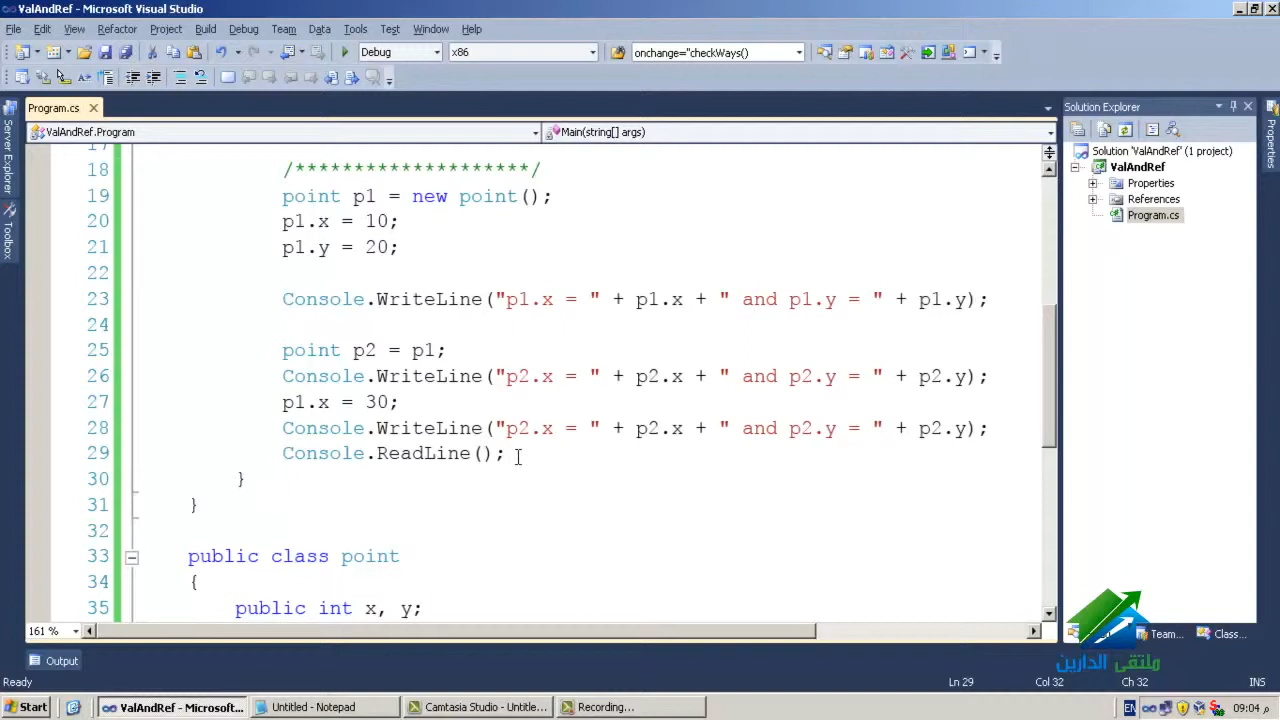 ValAndRef - Microsoft Visual Studio
File Edit View Refactor Project Build Debug Team Data Tools Test Window Help
Debug x86 onchange="checkWays()
Program.cs
Solution Explorer
ValAndRef.Program Main(string[] args)
Server Explorer
Toolbox
Properties
Solution 'ValAndRef' (1 project)
ValAndRef
Properties
References
Program.cs
17
18 /********************/
19 point p1 = new point();
20 p1.x = 10;
21 p1.y = 20;
22
23 Console.WriteLine("p1.x = " + p1.x + " and p1.y = " + p1.y);
24
25 point p2 = p1;
26 Console.WriteLine("p2.x = " + p2.x + " and p2.y = " + p2.y);
27 p1.x = 30;
28 Console.WriteLine("p2.x = " + p2.x + " and p2.y = " + p2.y);
29 Console.ReadLine();
30 }
31 }
32
33 public class point
34 {
35 public int x, y;
161 %
Team... Class...
ملتقى الدارين
Output
Ready Ln 29 Col 32 Ch 32 INS
Start ValAndRef - Microsoft... Untitled - Notepad Camtasia Studio - Untitle... Recording... EN 09:04 م